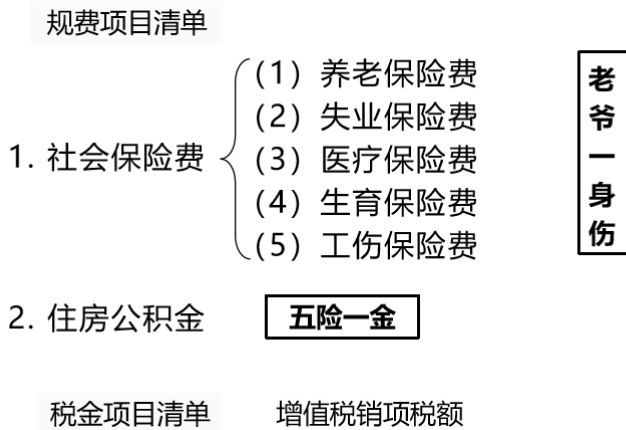 规费项目清单
1. 社会保险费
(1) 养老保险费
(2) 失业保险费
(3) 医疗保险费
(4) 生育保险费
(5) 工伤保险费
老爷一身伤
2. 住房公积金
五险一金
税金项目清单
增值税销项税额